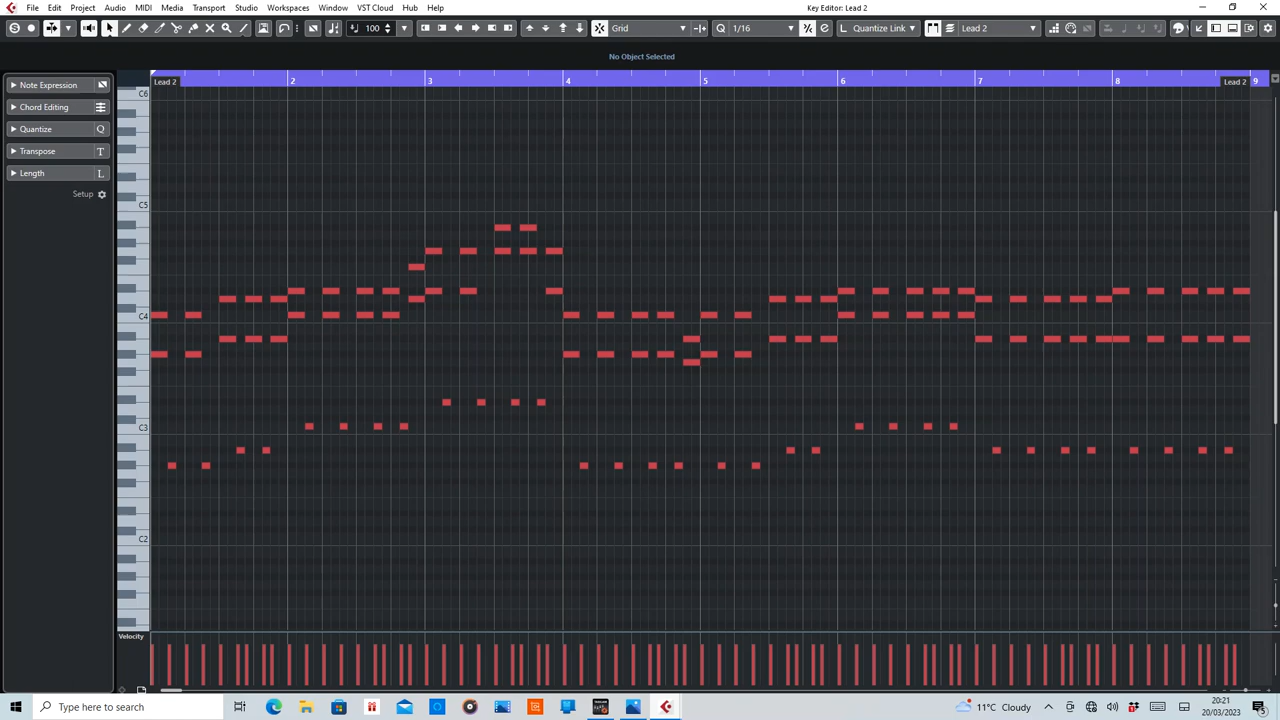 Key Editor: Lead 2
File Edit Project Audio MIDI Media Transport Studio Workspaces Window VST Cloud Hub Help
100 Grid 1/16 Quantize Link Lead 2
No Object Selected
Lead 2 2 3 4 5 6 7 8 Lead 2 9
Note Expression
Chord Editing
Quantize Q
Transpose T
Length L
Setup
C6
C5
C4
C3
C2
Velocity
Type here to search
11°C Cloudy
20:21
20/03/2023